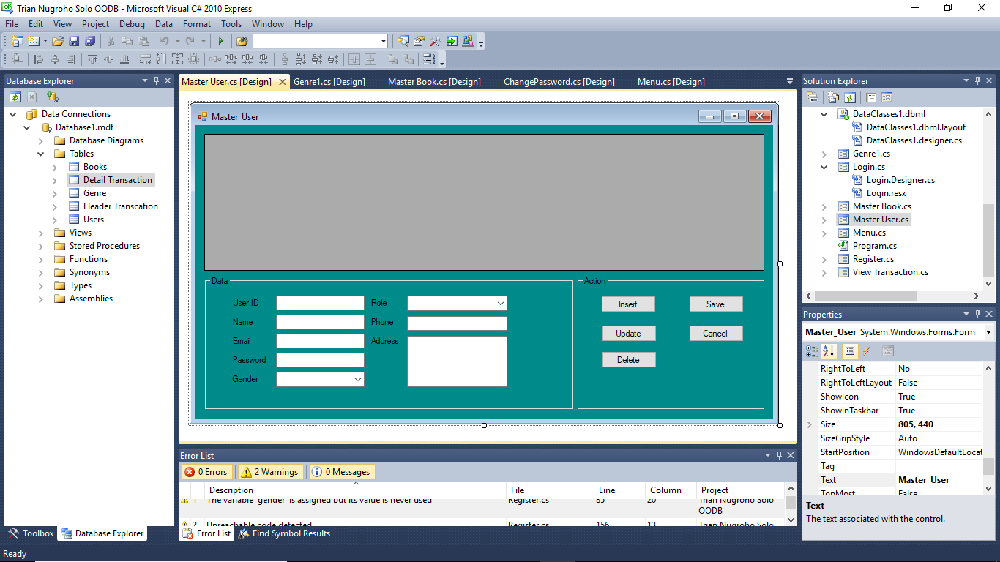 Trian Nugroho Solo OODB - Microsoft Visual C# 2010 Express
File Edit View Project Debug Data Format Tools Window Help
Database Explorer
Data Connections
Database1.mdf
Database Diagrams
Tables
Books
Detail Transaction
Genre
Header Transcation
Users
Views
Stored Procedures
Functions
Synonyms
Types
Assemblies
Toolbox Database Explorer
Master User.cs [Design] Genre1.cs [Design] Master Book.cs [Design] ChangePassword.cs [Design] Menu.cs [Design]
Master_User
Data
User ID
Name
Email
Password
Gender
Role
Phone
Address
Action
Insert Save
Update Cancel
Delete
Error List
0 Errors 2 Warnings 0 Messages
Description File Line Column Project
1 The variable 'gender' is assigned but its value is never used Register.cs 85 20 Trian Nugroho Solo
OODB
2 Unreachable code detected Register.cs 156 13 Trian Nugroho Solo
Error List Find Symbol Results
Solution Explorer
DataClasses1.dbml
DataClasses1.dbml.layout
DataClasses1.designer.cs
Genre1.cs
Login.cs
Login.Designer.cs
Login.resx
Master Book.cs
Master User.cs
Menu.cs
Program.cs
Register.cs
View Transaction.cs
Properties
Master_User System.Windows.Forms.Form
RightToLeft No
RightToLeftLayout False
ShowIcon True
ShowInTaskbar True
Size 805, 440
SizeGripStyle Auto
StartPosition WindowsDefaultLocat
Tag
Text Master_User
TopMost False
Text
The text associated with the control.
Ready